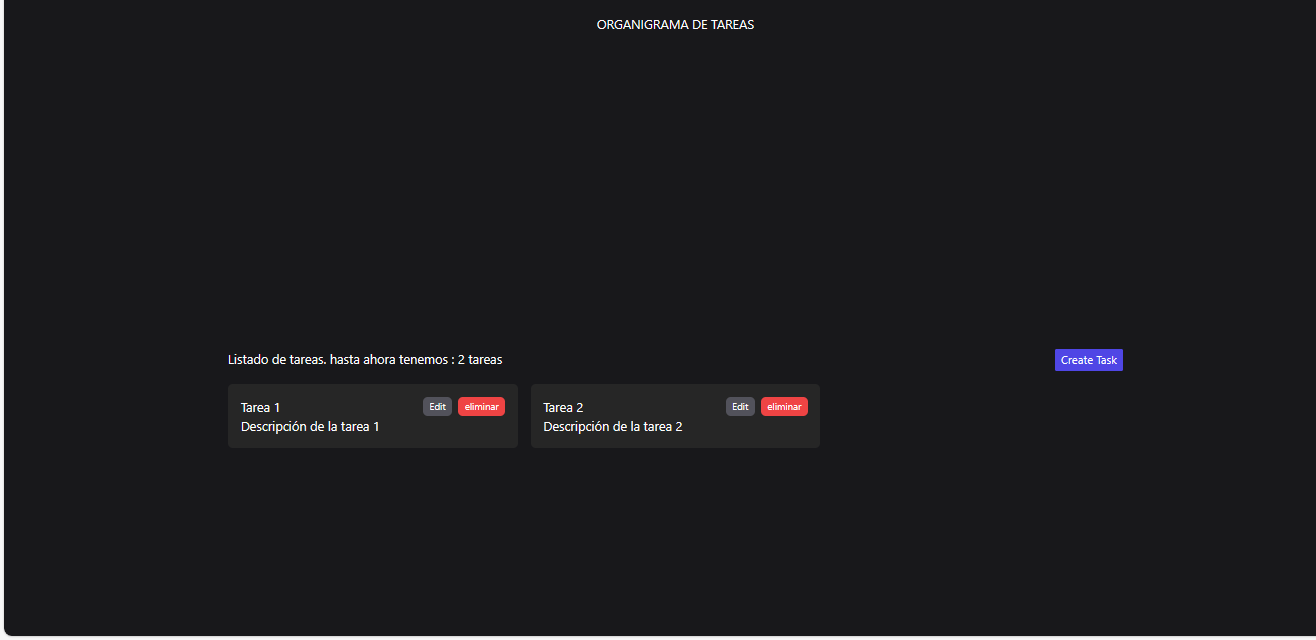 ORGANIGRAMA DE TAREAS
Listado de tareas. hasta ahora tenemos : 2 tareas
Create Task
Tarea 1
Edit
eliminar
Descripción de la tarea 1
Tarea 2
Edit
eliminar
Descripción de la tarea 2